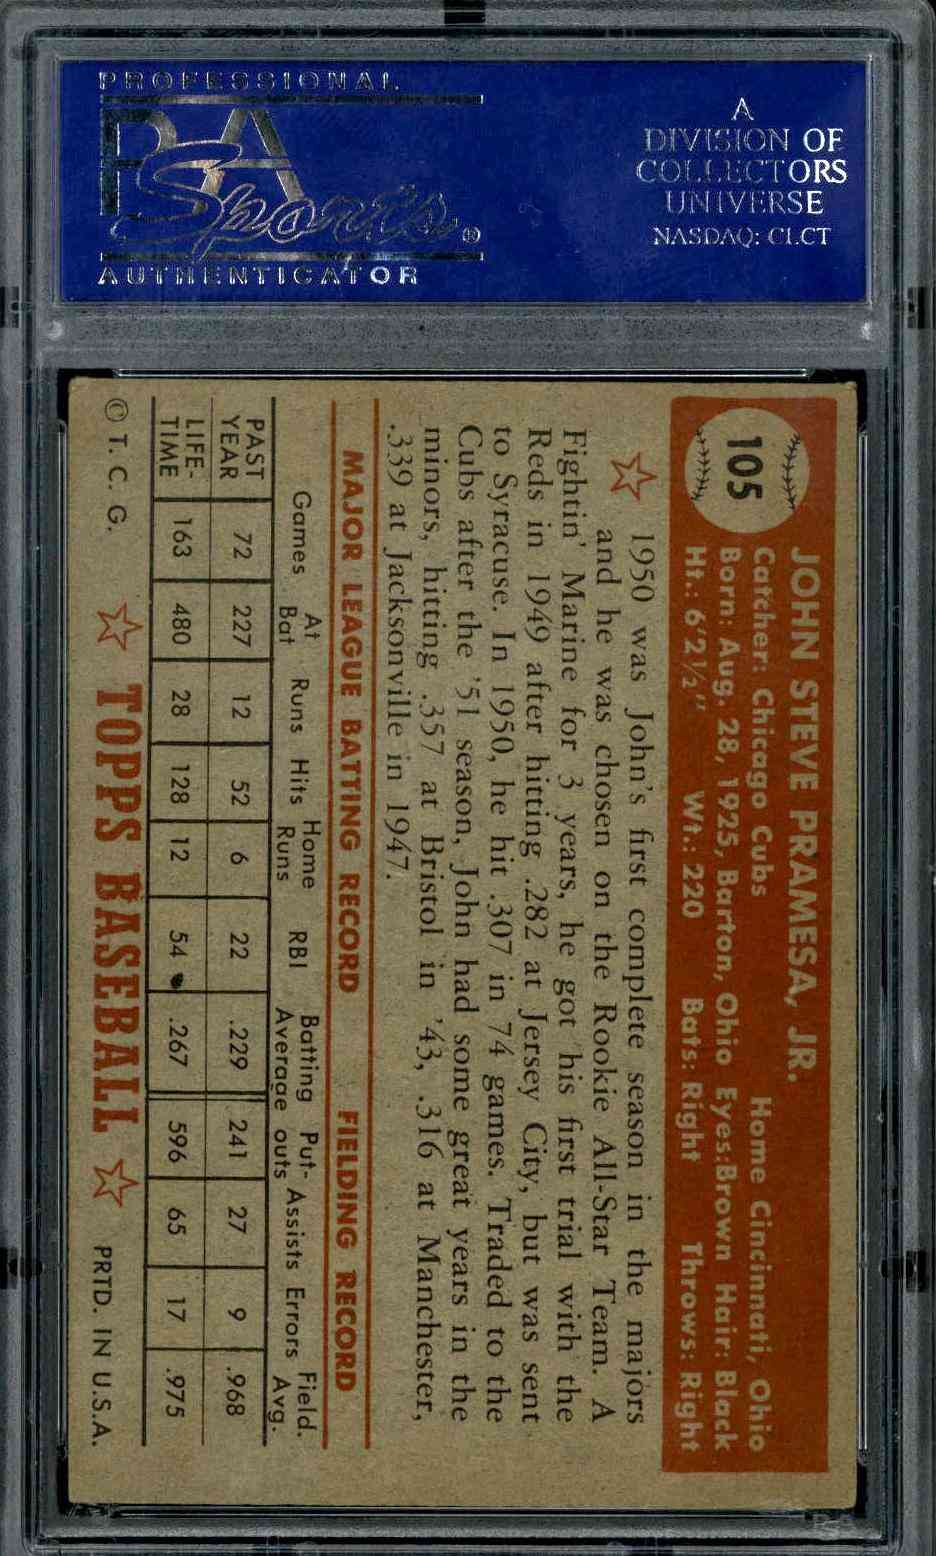 PROFESSIONAL
PSA
Sports®
AUTHENTICATOR
A
DIVISION OF
COLLECTORS
UNIVERSE
NASDAQ: CLCT
105
JOHN STEVE PRAMESA, JR.
Catcher: Chicago Cubs Home Cincinnati, Ohio
Born: Aug. 28, 1925, Barton, Ohio Eyes:Brown Hair: Black
Ht.: 6'2½" Wt.: 220 Bats: Right Throws: Right
1950 was John's first complete season in the majors
and he was chosen on the Rookie All-Star Team. A
Fightin' Marine for 3 years, he got his first trial with the
Reds in 1949 after hitting .282 at Jersey City, but was sent
to Syracuse. In 1950, he hit .307 in 74 games. Traded to the
Cubs after the '51 season, John had some great years in the
minors, hitting .357 at Bristol in '43, .316 at Manchester,
.339 at Jacksonville in 1947.
MAJOR LEAGUE BATTING RECORD FIELDING RECORD
Games At Bat Runs Hits Home Runs RBI Batting Average Put-outs Assists Errors Field. Avg.
PAST YEAR 72 227 12 52 6 22 .229 241 27 9 .968
LIFE-TIME 163 480 28 128 12 54 .267 596 65 17 .975
© T. C. G. TOPPS BASEBALL PRTD. IN U.S.A.